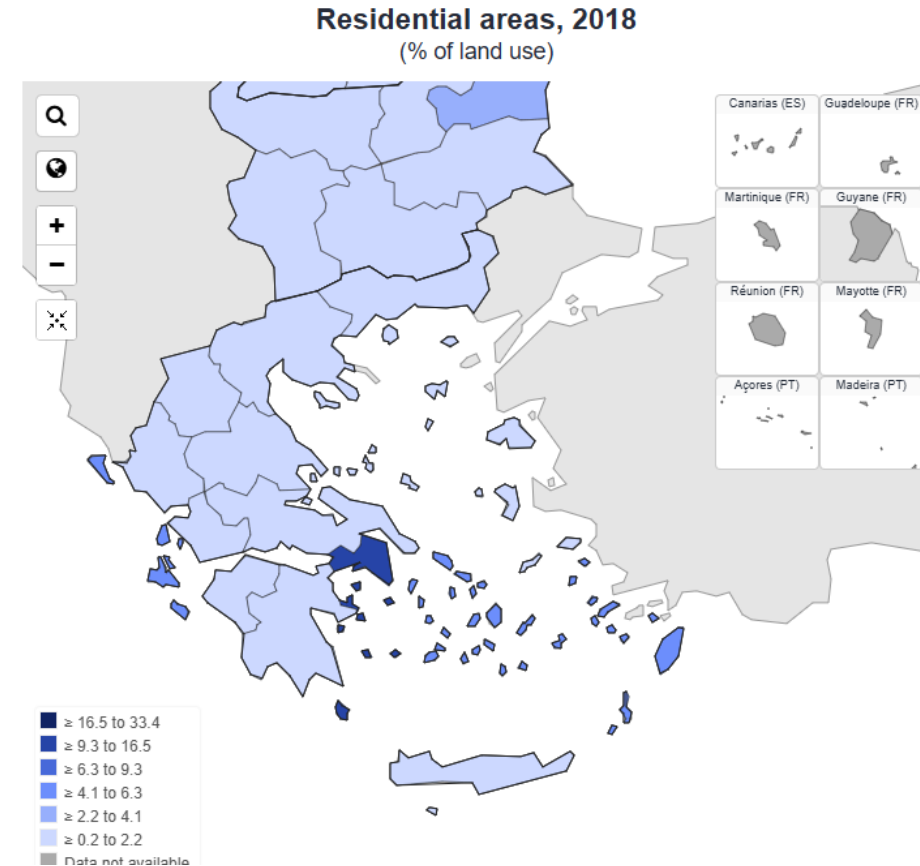 Residential areas, 2018
(% of land use)
+
−
Canarias (ES)
Guadeloupe (FR)
Martinique (FR)
Guyane (FR)
Réunion (FR)
Mayotte (FR)
Açores (PT)
Madeira (PT)
≥ 16.5 to 33.4
≥ 9.3 to 16.5
≥ 6.3 to 9.3
≥ 4.1 to 6.3
≥ 2.2 to 4.1
≥ 0.2 to 2.2
Data not available